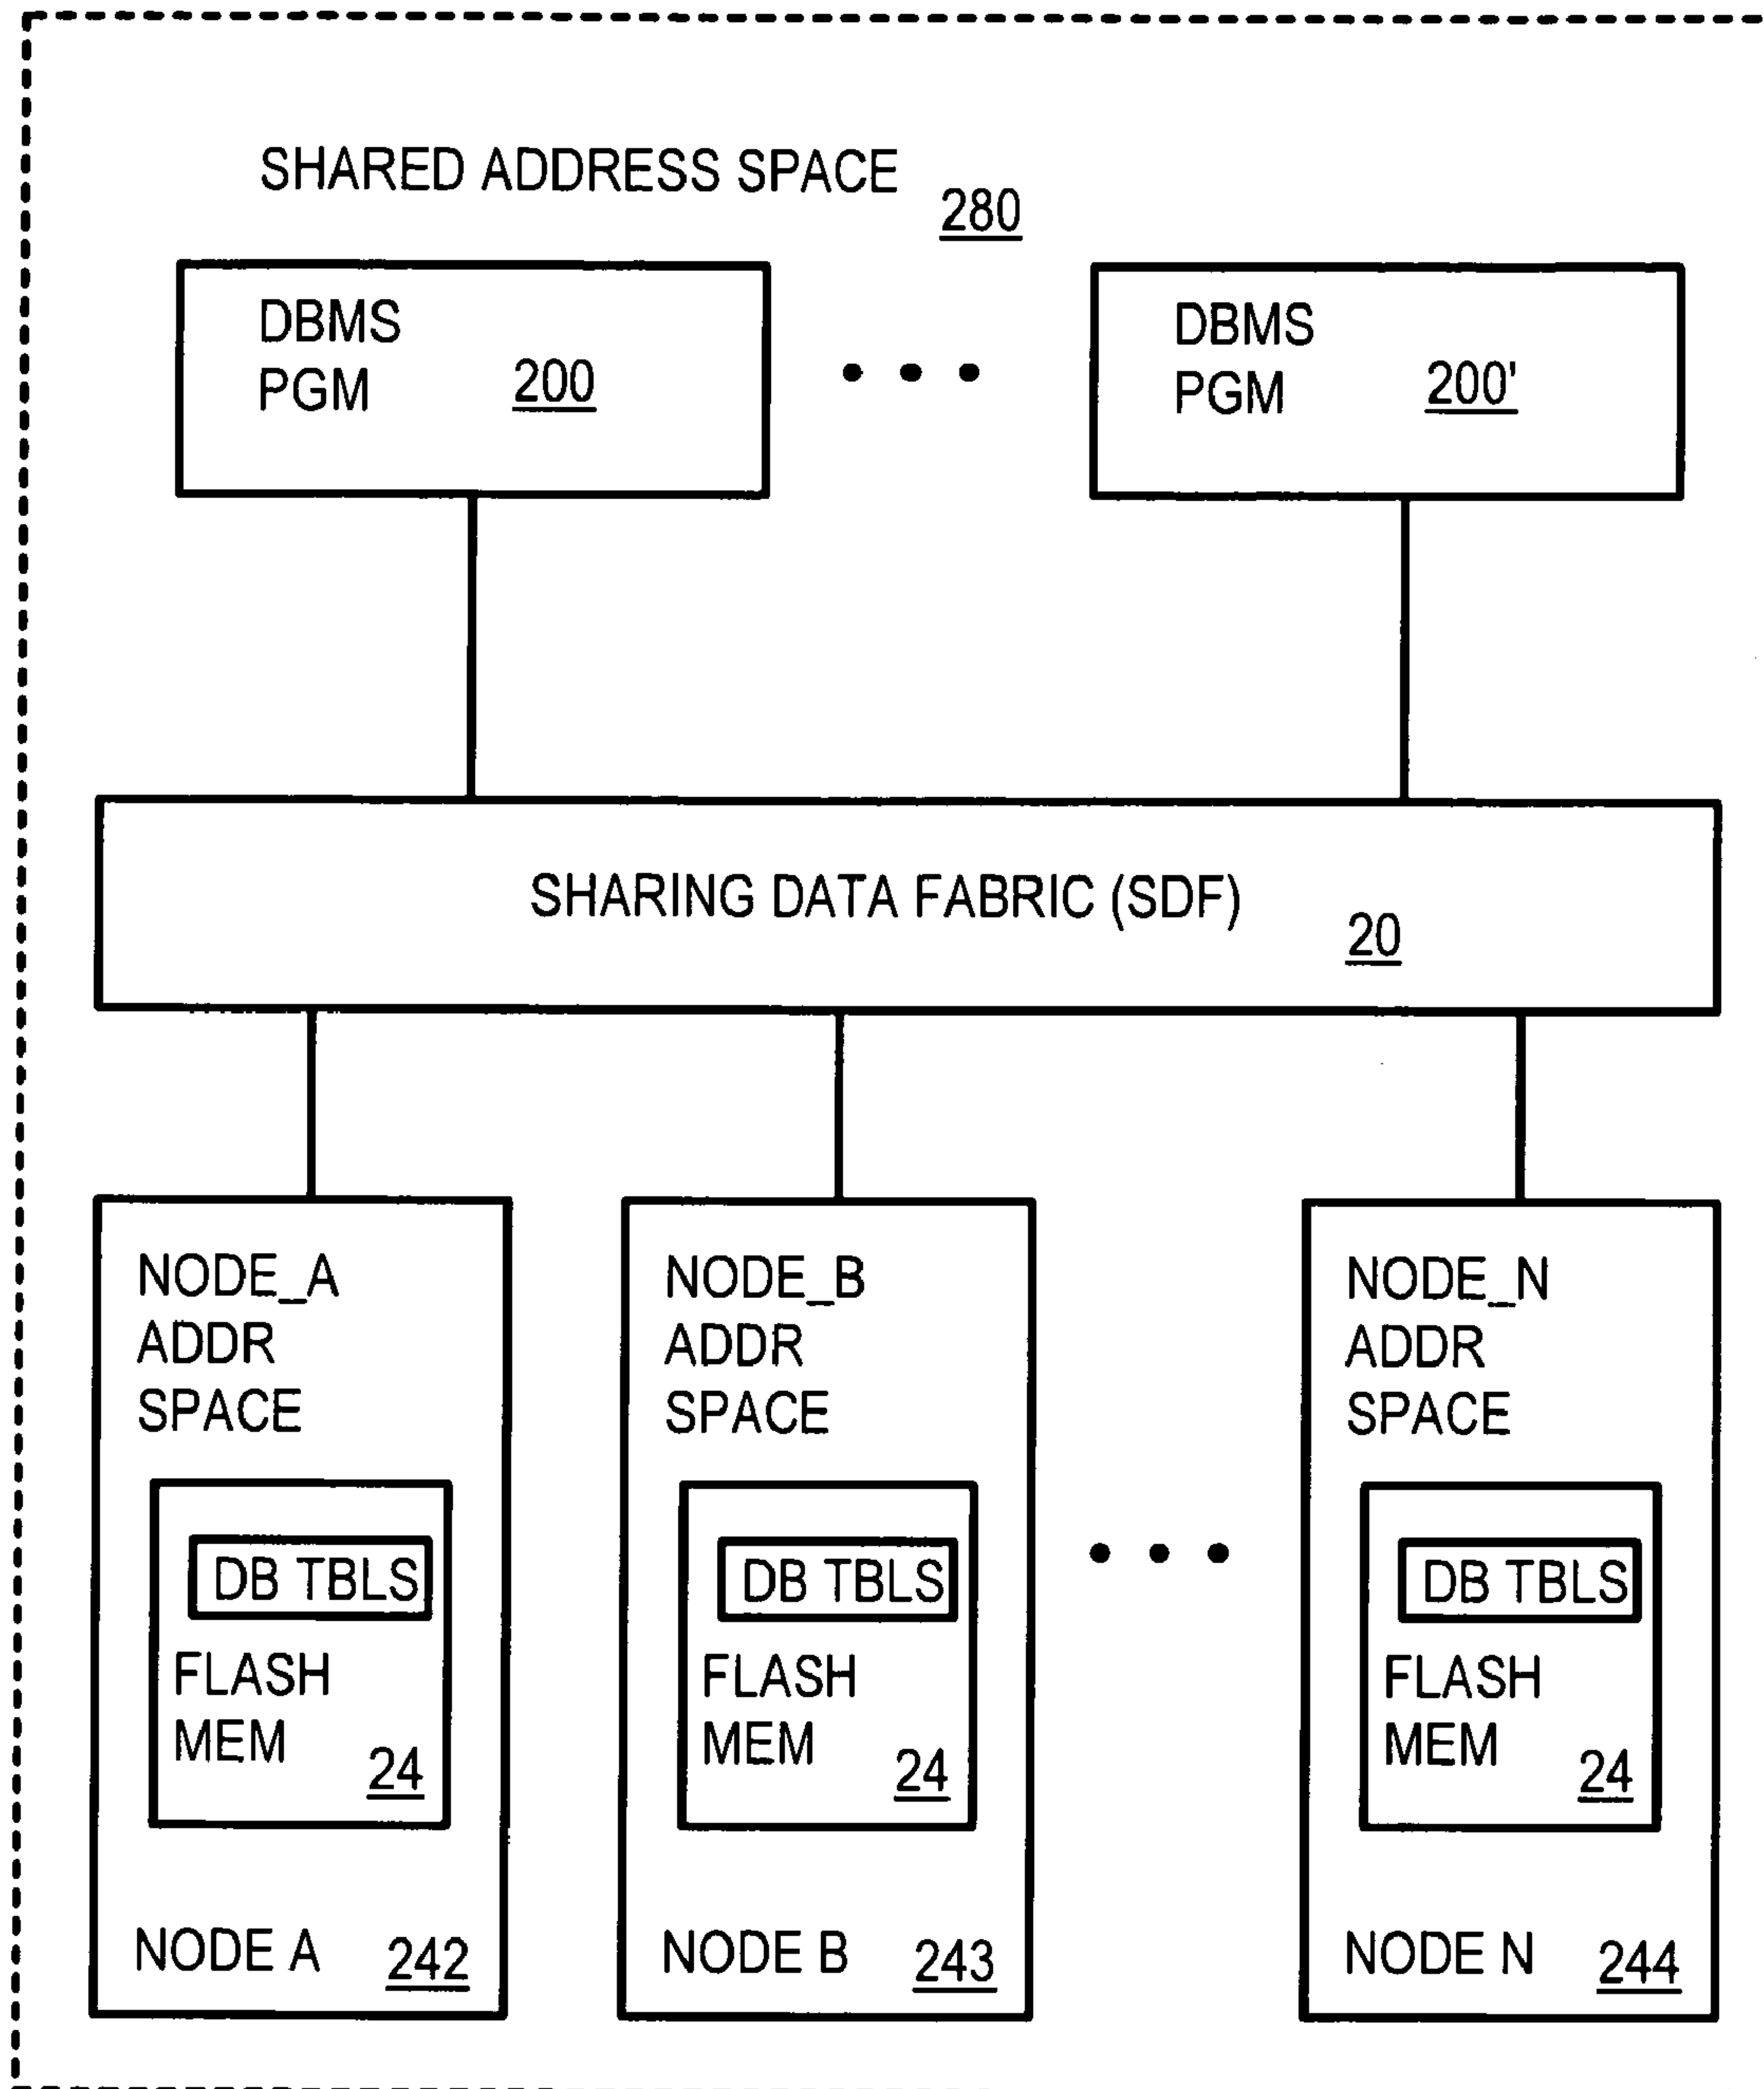 SHARED ADDRESS SPACE
280
DBMS
PGM 200
DBMS
PGM 200'
SHARING DATA FABRIC (SDF)
20
NODE_A
ADDR
SPACE
DB TBLS
FLASH
MEM 24
NODE A 242
NODE_B
ADDR
SPACE
DB TBLS
FLASH
MEM 24
NODE B 243
NODE_N
ADDR
SPACE
DB TBLS
FLASH
MEM 24
NODE N 244